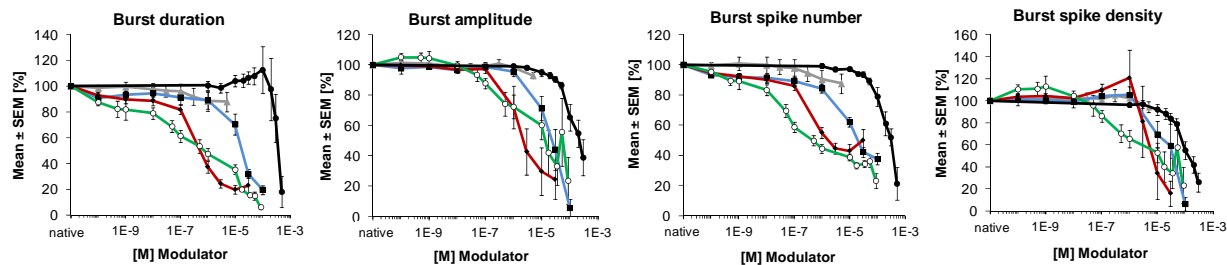 Burst duration
Mean ± SEM [%]
140
120
100
80
60
40
20
0
native
1E-9
1E-7
1E-5
1E-3
[M] Modulator
Burst amplitude
Mean ± SEM [%]
120
100
80
60
40
20
0
native
1E-9
1E-7
1E-5
1E-3
[M] Modulator
Burst spike number
Mean ± SEM [%]
120
100
80
60
40
20
0
native
1E-9
1E-7
1E-5
1E-3
[M] Modulator
Burst spike density
Mean ± SEM [%]
160
140
120
100
80
60
40
20
0
native
1E-9
1E-7
1E-5
1E-3
[M] Modulator